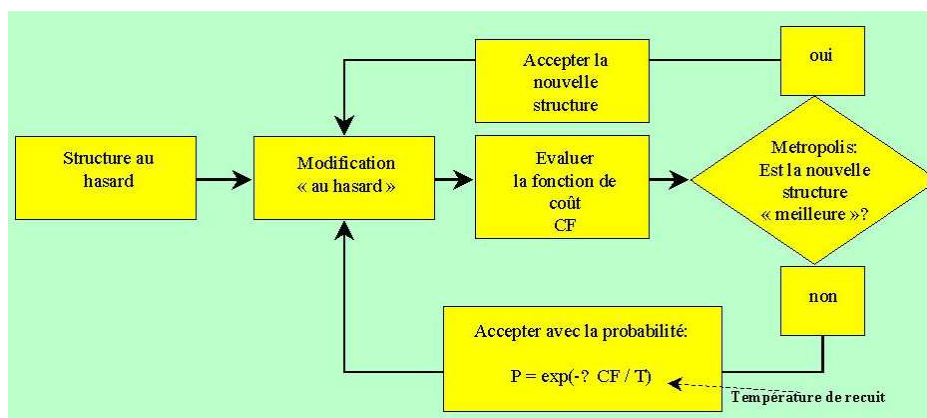 Accepter la
nouvelle
structure
oui
Structure au
hasard
Modification
« au hasard »
Evaluer
la fonction de
coût
CF
Metropolis:
Est la nouvelle
structure
« meilleure »?
non
Accepter avec la probabilité:
P = exp(-? CF / T)
Température de recuit